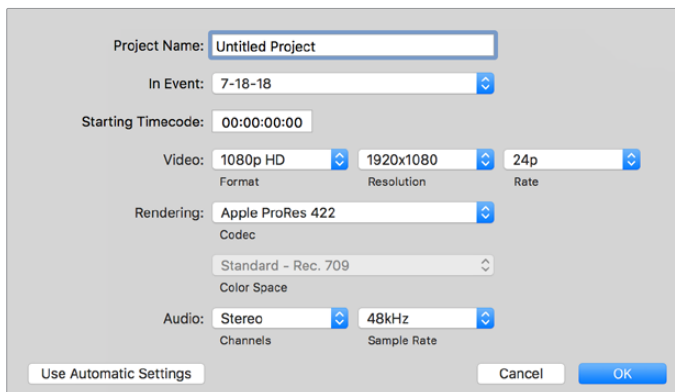 Project Name: Untitled Project
In Event: 7-18-18
Starting Timecode: 00:00:00:00
Video: 1080p HD 1920x1080 24p
Format Resolution Rate
Rendering: Apple ProRes 422
Codec
Standard - Rec. 709
Color Space
Audio: Stereo 48kHz
Channels Sample Rate
Use Automatic Settings Cancel OK